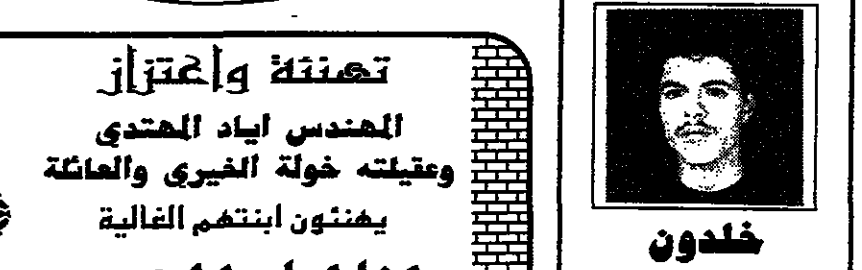 تهنئة واعتزاز
المهندس اياد المهتدي
وعقيلته خولة الخيري والعائلة
يهنئون ابنتهم الغالية
خلدون